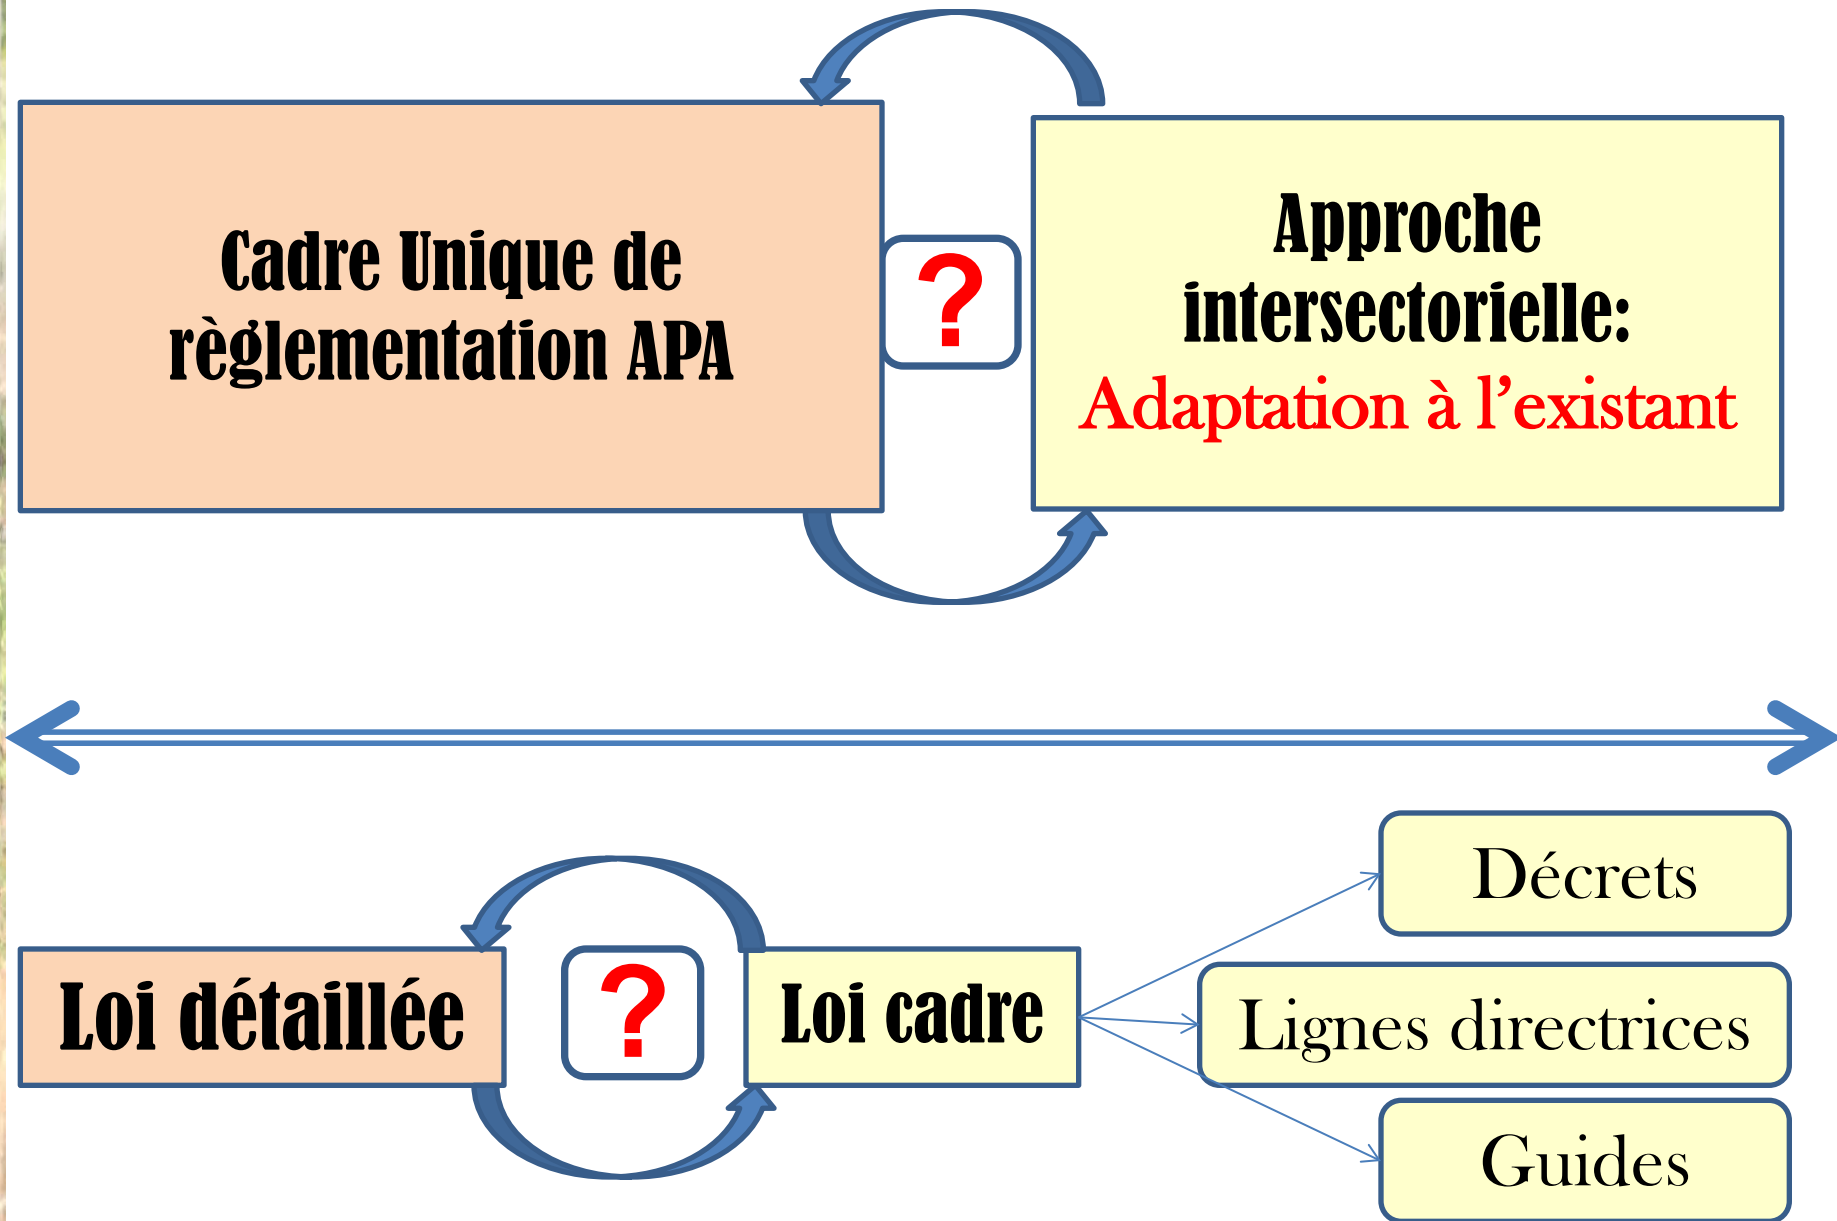 Cadre Unique de
règlementation APA
?
Approche
intersectorielle:
Adaptation à l’existant
Loi détaillée
?
Loi cadre
Décrets
Lignes directrices
Guides